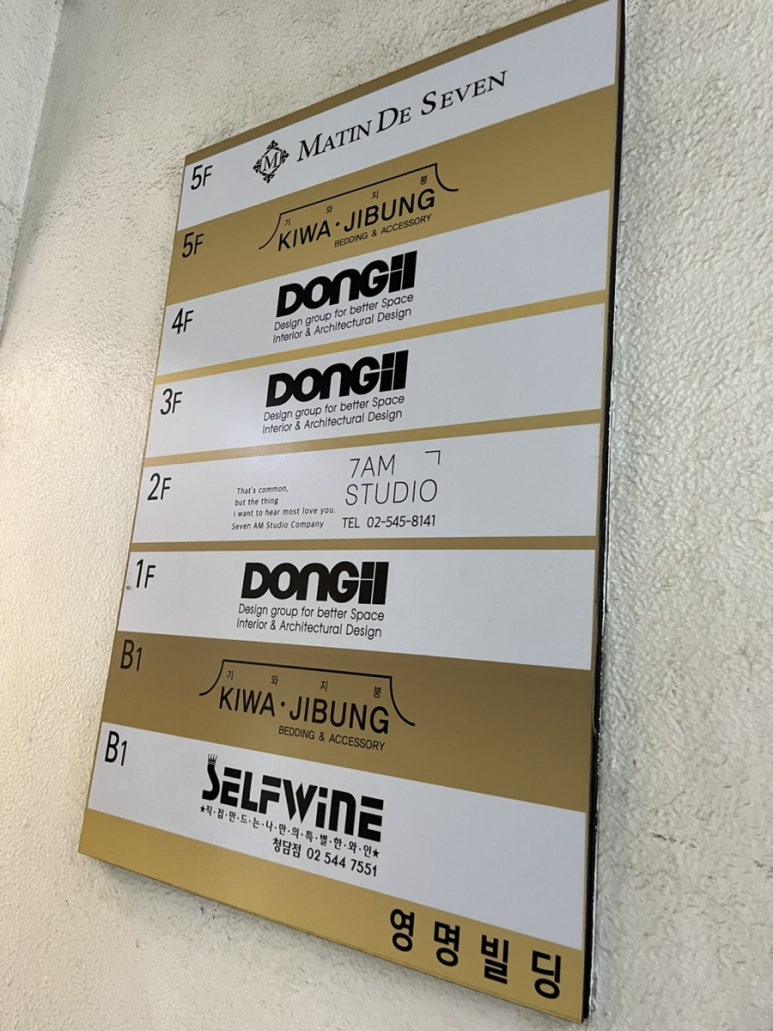 5F
M
MATIN DE SEVEN
5F
기 와 지 붕
KIWA·JIBUNG
BEDDING & ACCESSORY
4F
DONGIL
Design group for better Space
Interior & Architectural Design
3F
DONGIL
Design group for better Space
Interior & Architectural Design
2F
That's common,
but the thing
i want to hear most love you.
Seven AM Studio Company
7AM
STUDIO
TEL 02-545-8141
1F
DONGIL
Design group for better Space
Interior & Architectural Design
B1
기 와 지 붕
KIWA·JIBUNG
BEDDING & ACCESSORY
B1
SELFWiNE
★직·접·만·드·는·나·만·의·특·별·한·와·인★
청담점 02 544 7551
영명빌딩